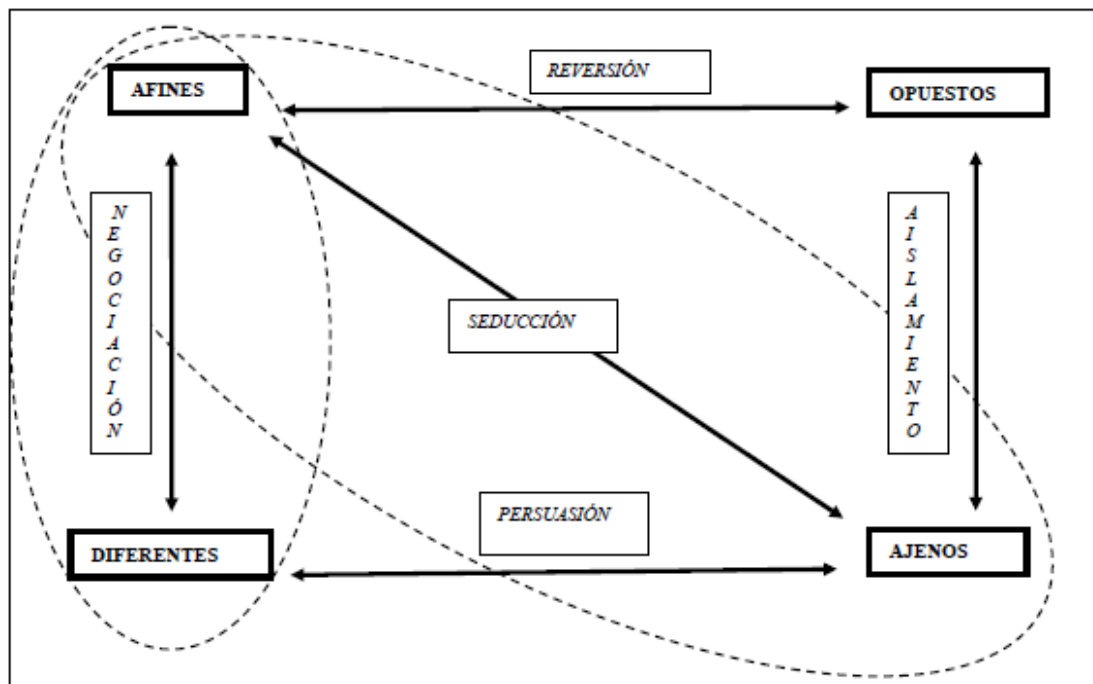 REVERSIÓN
AFINES
OPUESTOS
NEGOCIACIÓN
AISLAMIENTO
SEDUCCIÓN
PERSUASIÓN
DIFERENTES
AJENOS